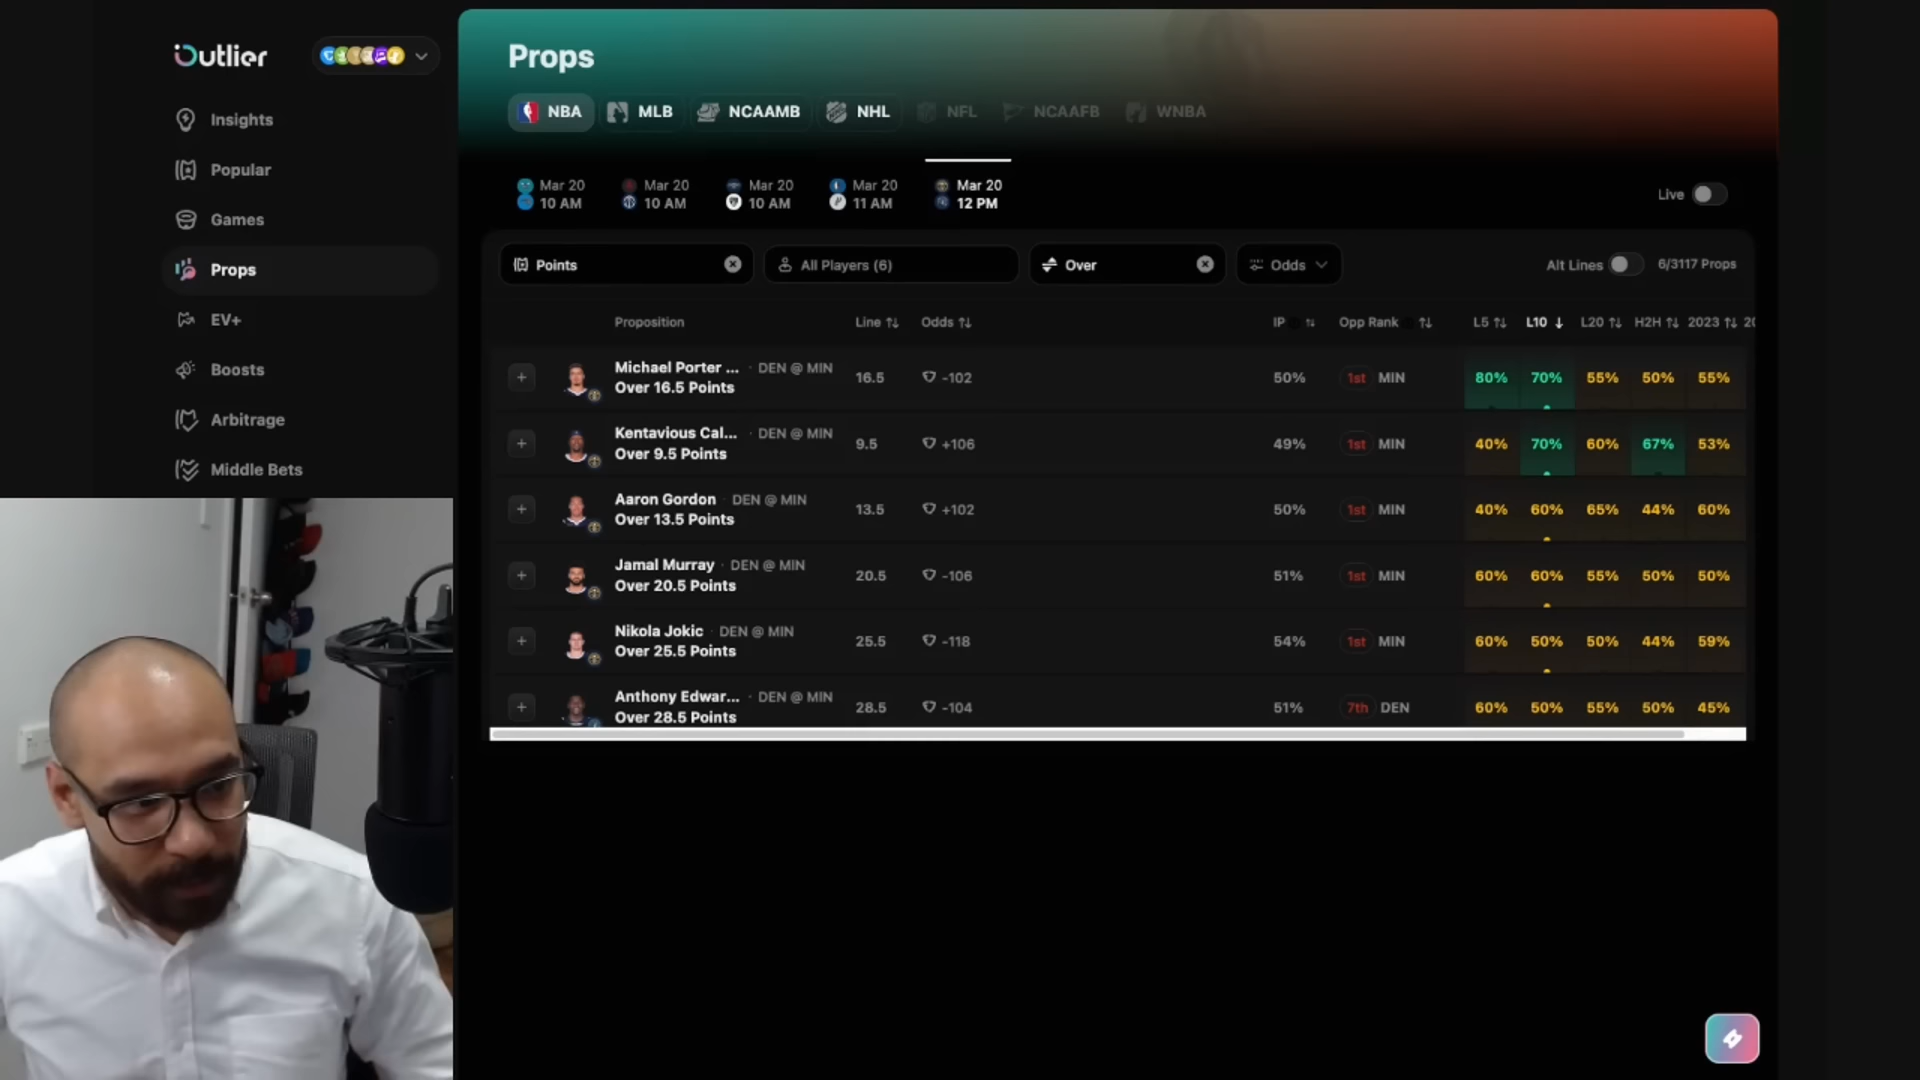 Outlier
Insights
Popular
Games
Props
EV+
Boosts
Arbitrage
Middle Bets
Props
NBA MLB NCAAMB NHL NFL NCAAFB WNBA
Mar 20 Mar 20 Mar 20 Mar 20 Mar 20
10 AM 10 AM 10 AM 11 AM 12 PM
Live
Points All Players (6) Over Odds Alt Lines 6/3117 Props
Proposition Line Odds IP Opp Rank L5 L10 L20 H2H 2023 20
Michael Porter ... · DEN @ MIN
Over 16.5 Points 16.5 -102 50% 1st MIN 80% 70% 55% 50% 55%
Kentavious Cal... · DEN @ MIN
Over 9.5 Points 9.5 +106 49% 1st MIN 40% 70% 60% 67% 53%
Aaron Gordon · DEN @ MIN
Over 13.5 Points 13.5 +102 50% 1st MIN 40% 60% 65% 44% 60%
Jamal Murray · DEN @ MIN
Over 20.5 Points 20.5 -106 51% 1st MIN 60% 60% 55% 50% 50%
Nikola Jokic · DEN @ MIN
Over 25.5 Points 25.5 -118 54% 1st MIN 60% 50% 50% 44% 59%
Anthony Edwar... · DEN @ MIN
Over 28.5 Points 28.5 -104 51% 7th DEN 60% 50% 55% 50% 45%